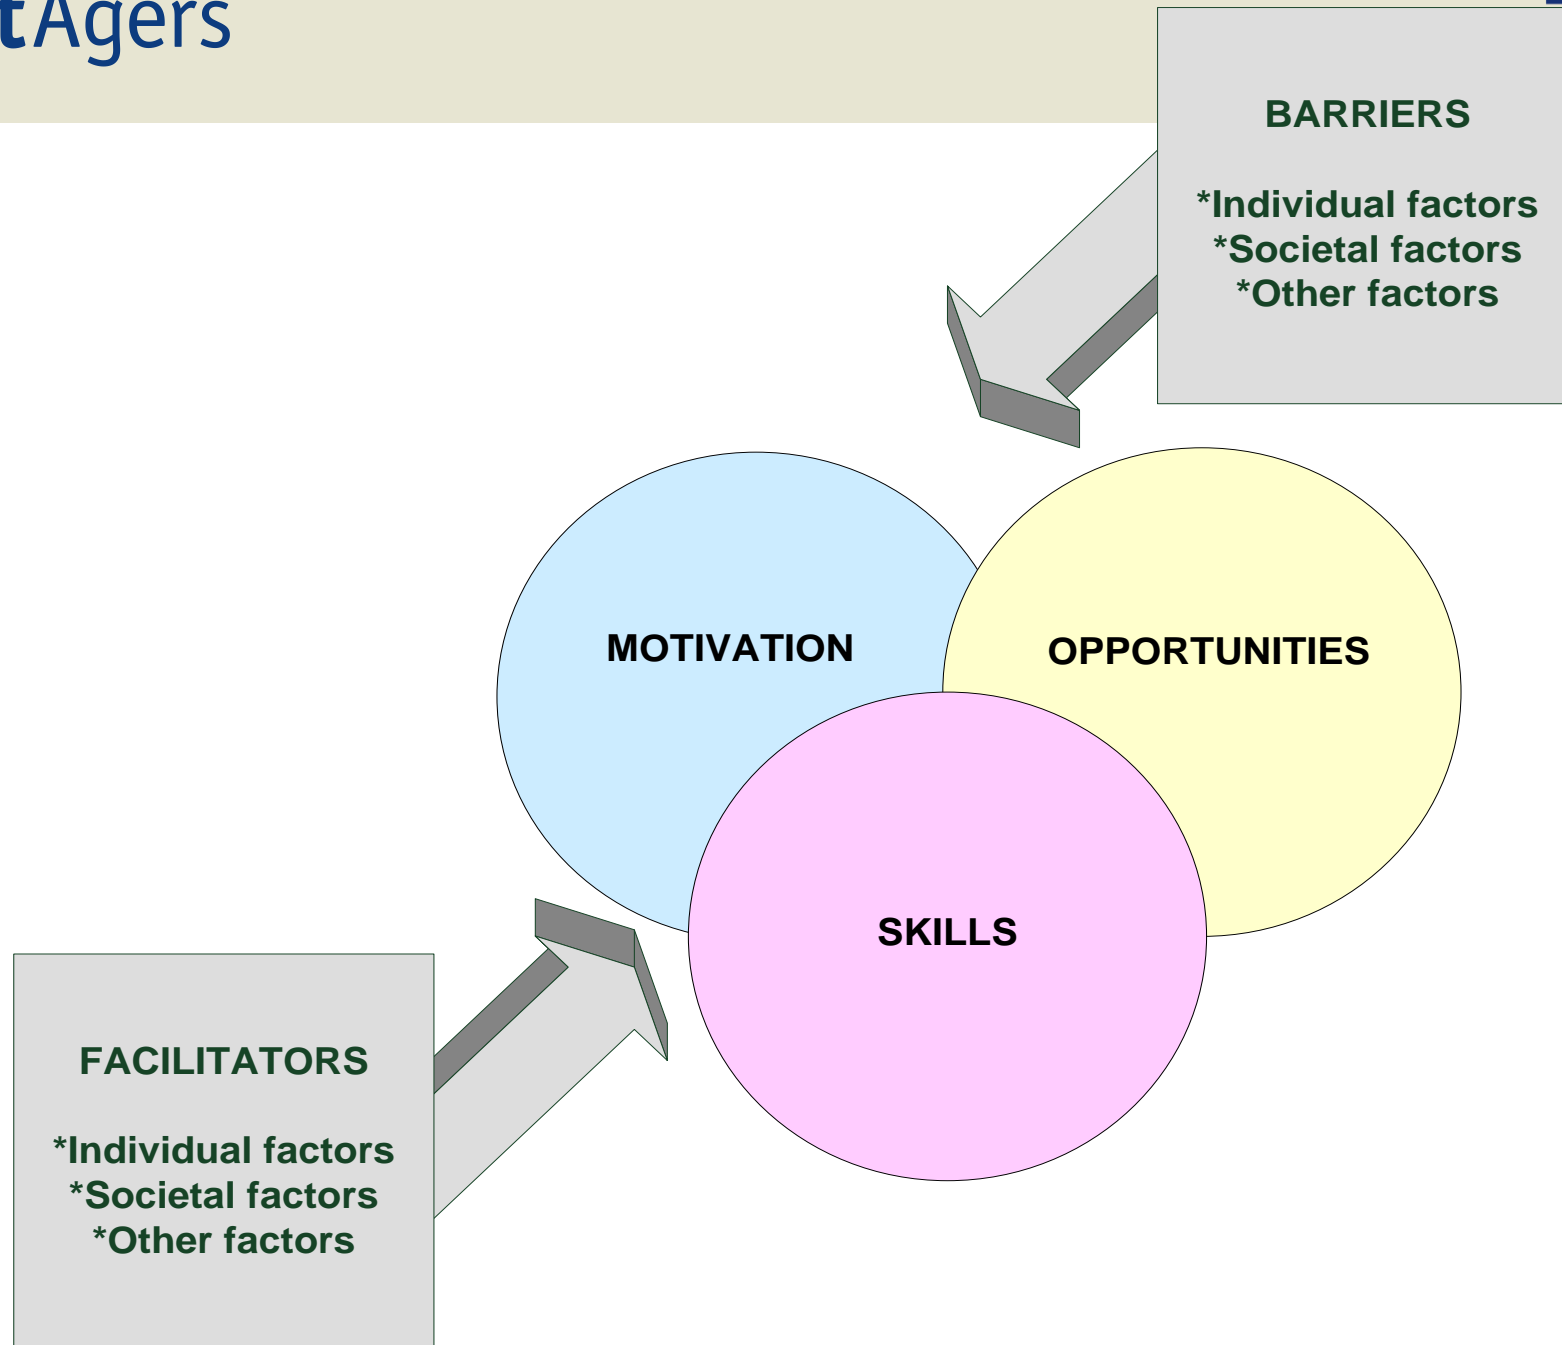 tAgers
BARRIERS
*Individual factors
*Societal factors
*Other factors
MOTIVATION
OPPORTUNITIES
SKILLS
FACILITATORS
*Individual factors
*Societal factors
*Other factors